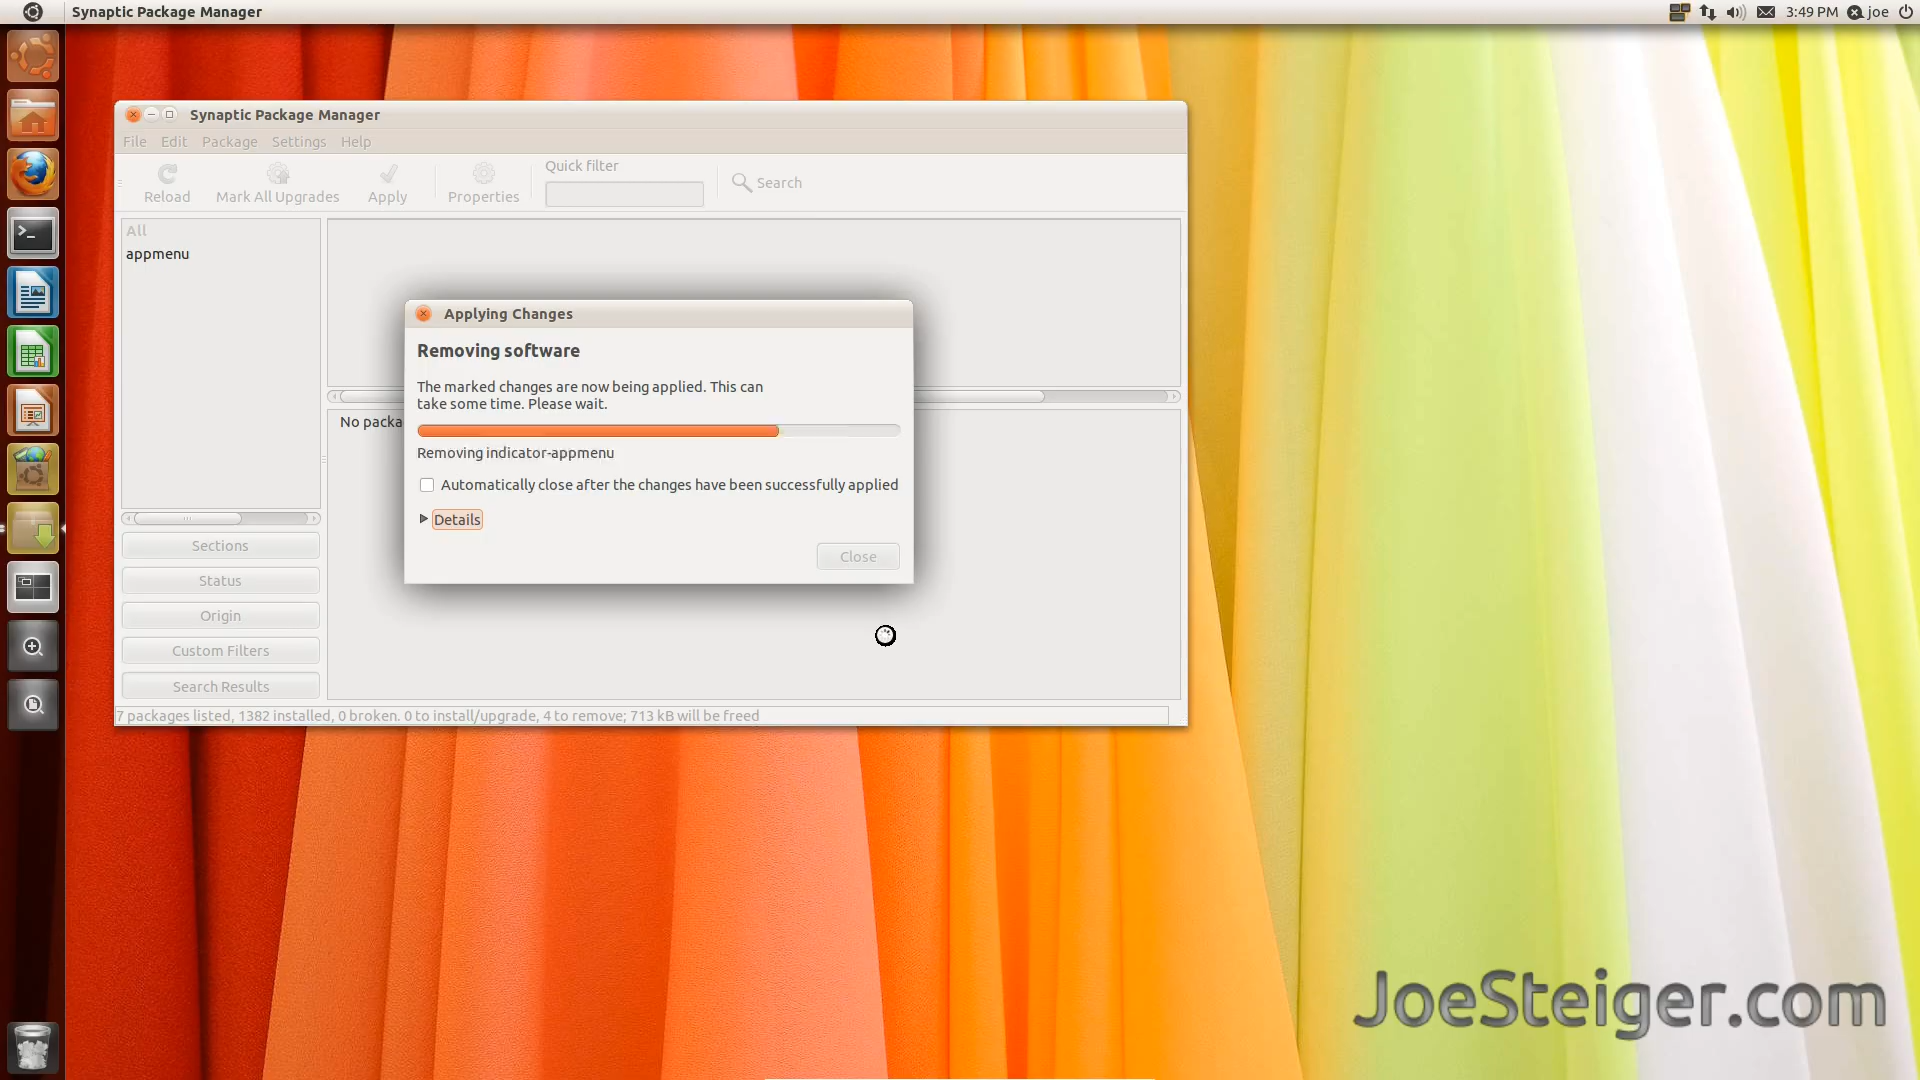 Synaptic Package Manager
3:49 PM joe
Synaptic Package Manager
File Edit Package Settings Help
Reload
Mark All Upgrades
Apply
Properties
Quick filter
Search
All
appmenu
Applying Changes
Removing software
The marked changes are now being applied. This can
take some time. Please wait.
No packa
Removing indicator-appmenu
Automatically close after the changes have been successfully applied
Details
Close
Sections
Status
Origin
Custom Filters
Search Results
7 packages listed, 1382 installed, 0 broken. 0 to install/upgrade, 4 to remove; 713 kB will be freed
JoeSteiger.com